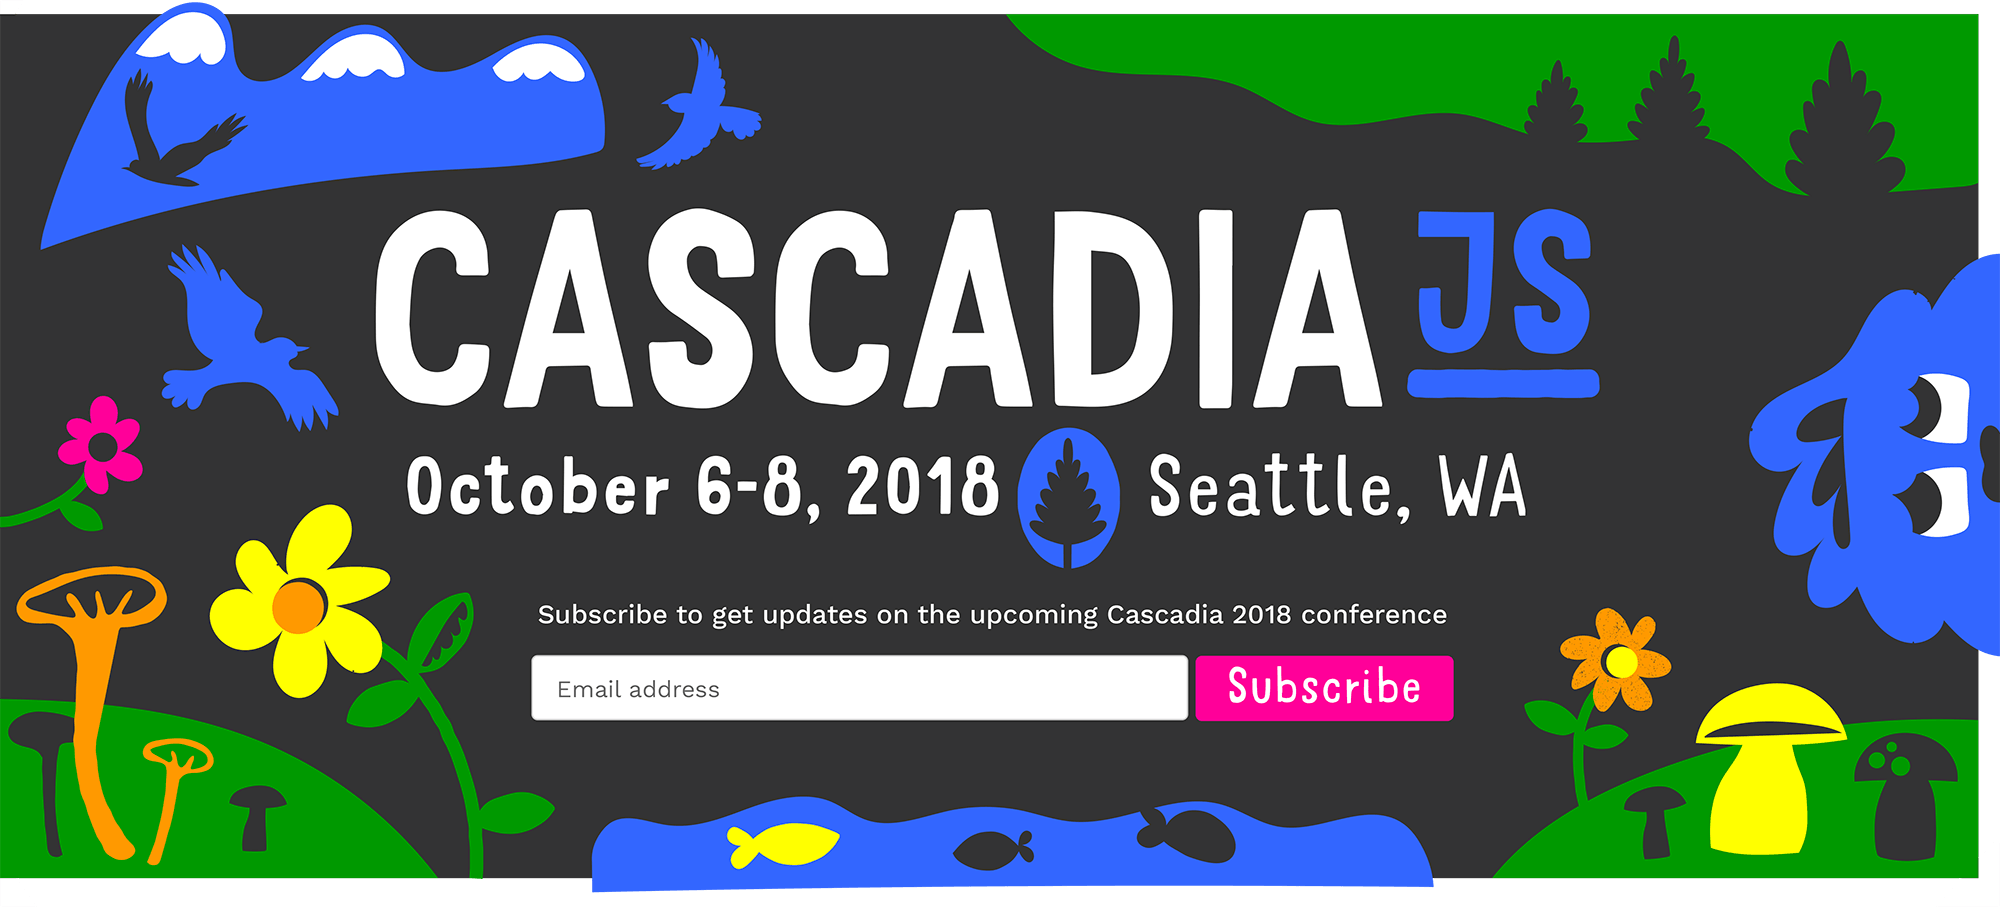 CASCADIA JS
October 6-8, 2018 Seattle, WA
Subscribe to get updates on the upcoming Cascadia 2018 conference
Email address Subscribe